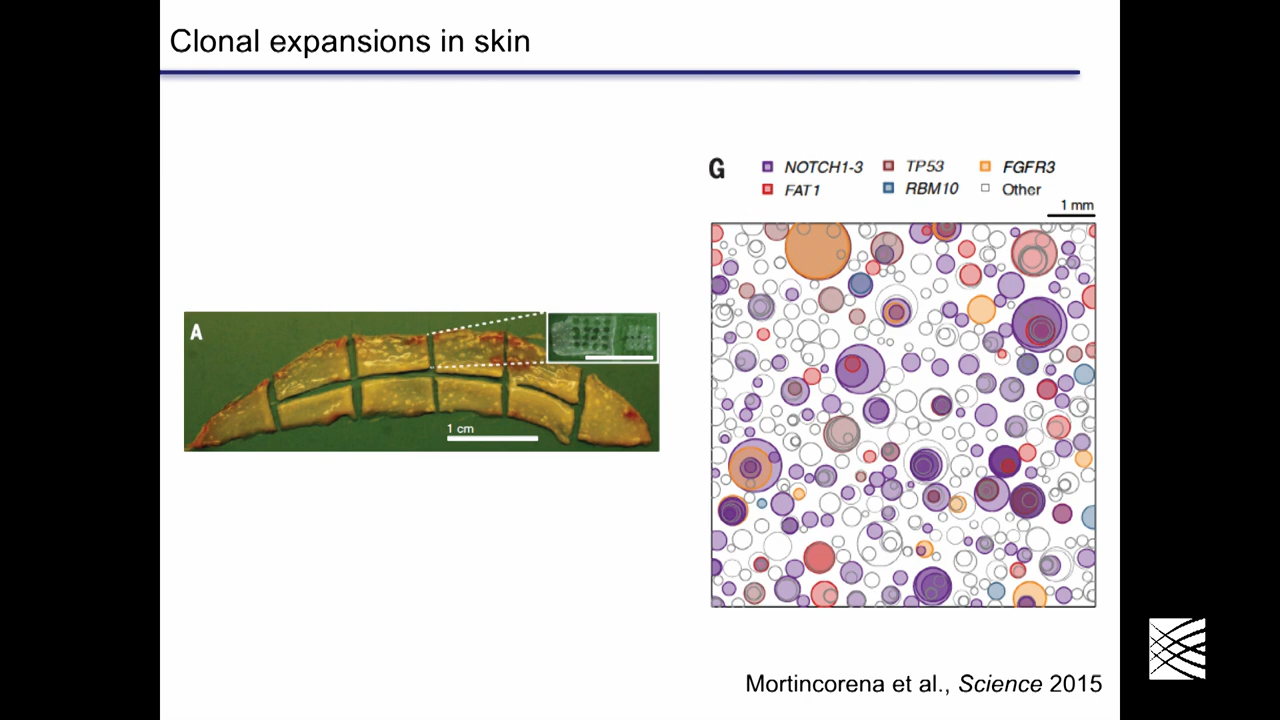 Clonal expansions in skin
G
NOTCH1-3 TP53 FGFR3
FAT1 RBM10 Other
1 mm
A
1 cm
Mortincorena et al., Science 2015